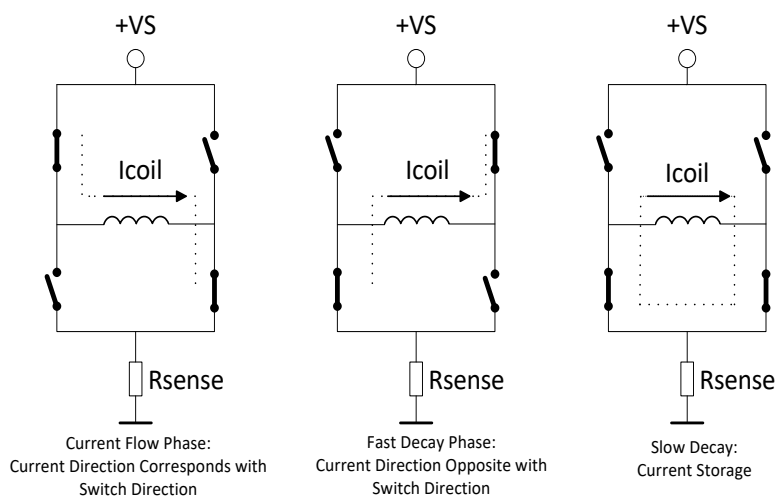 +VS
Icoil
Rsense
Current Flow Phase:
Current Direction Corresponds with
Switch Direction
+VS
Icoil
Rsense
Fast Decay Phase:
Current Direction Opposite with
Switch Direction
+VS
Icoil
Rsense
Slow Decay:
Current Storage